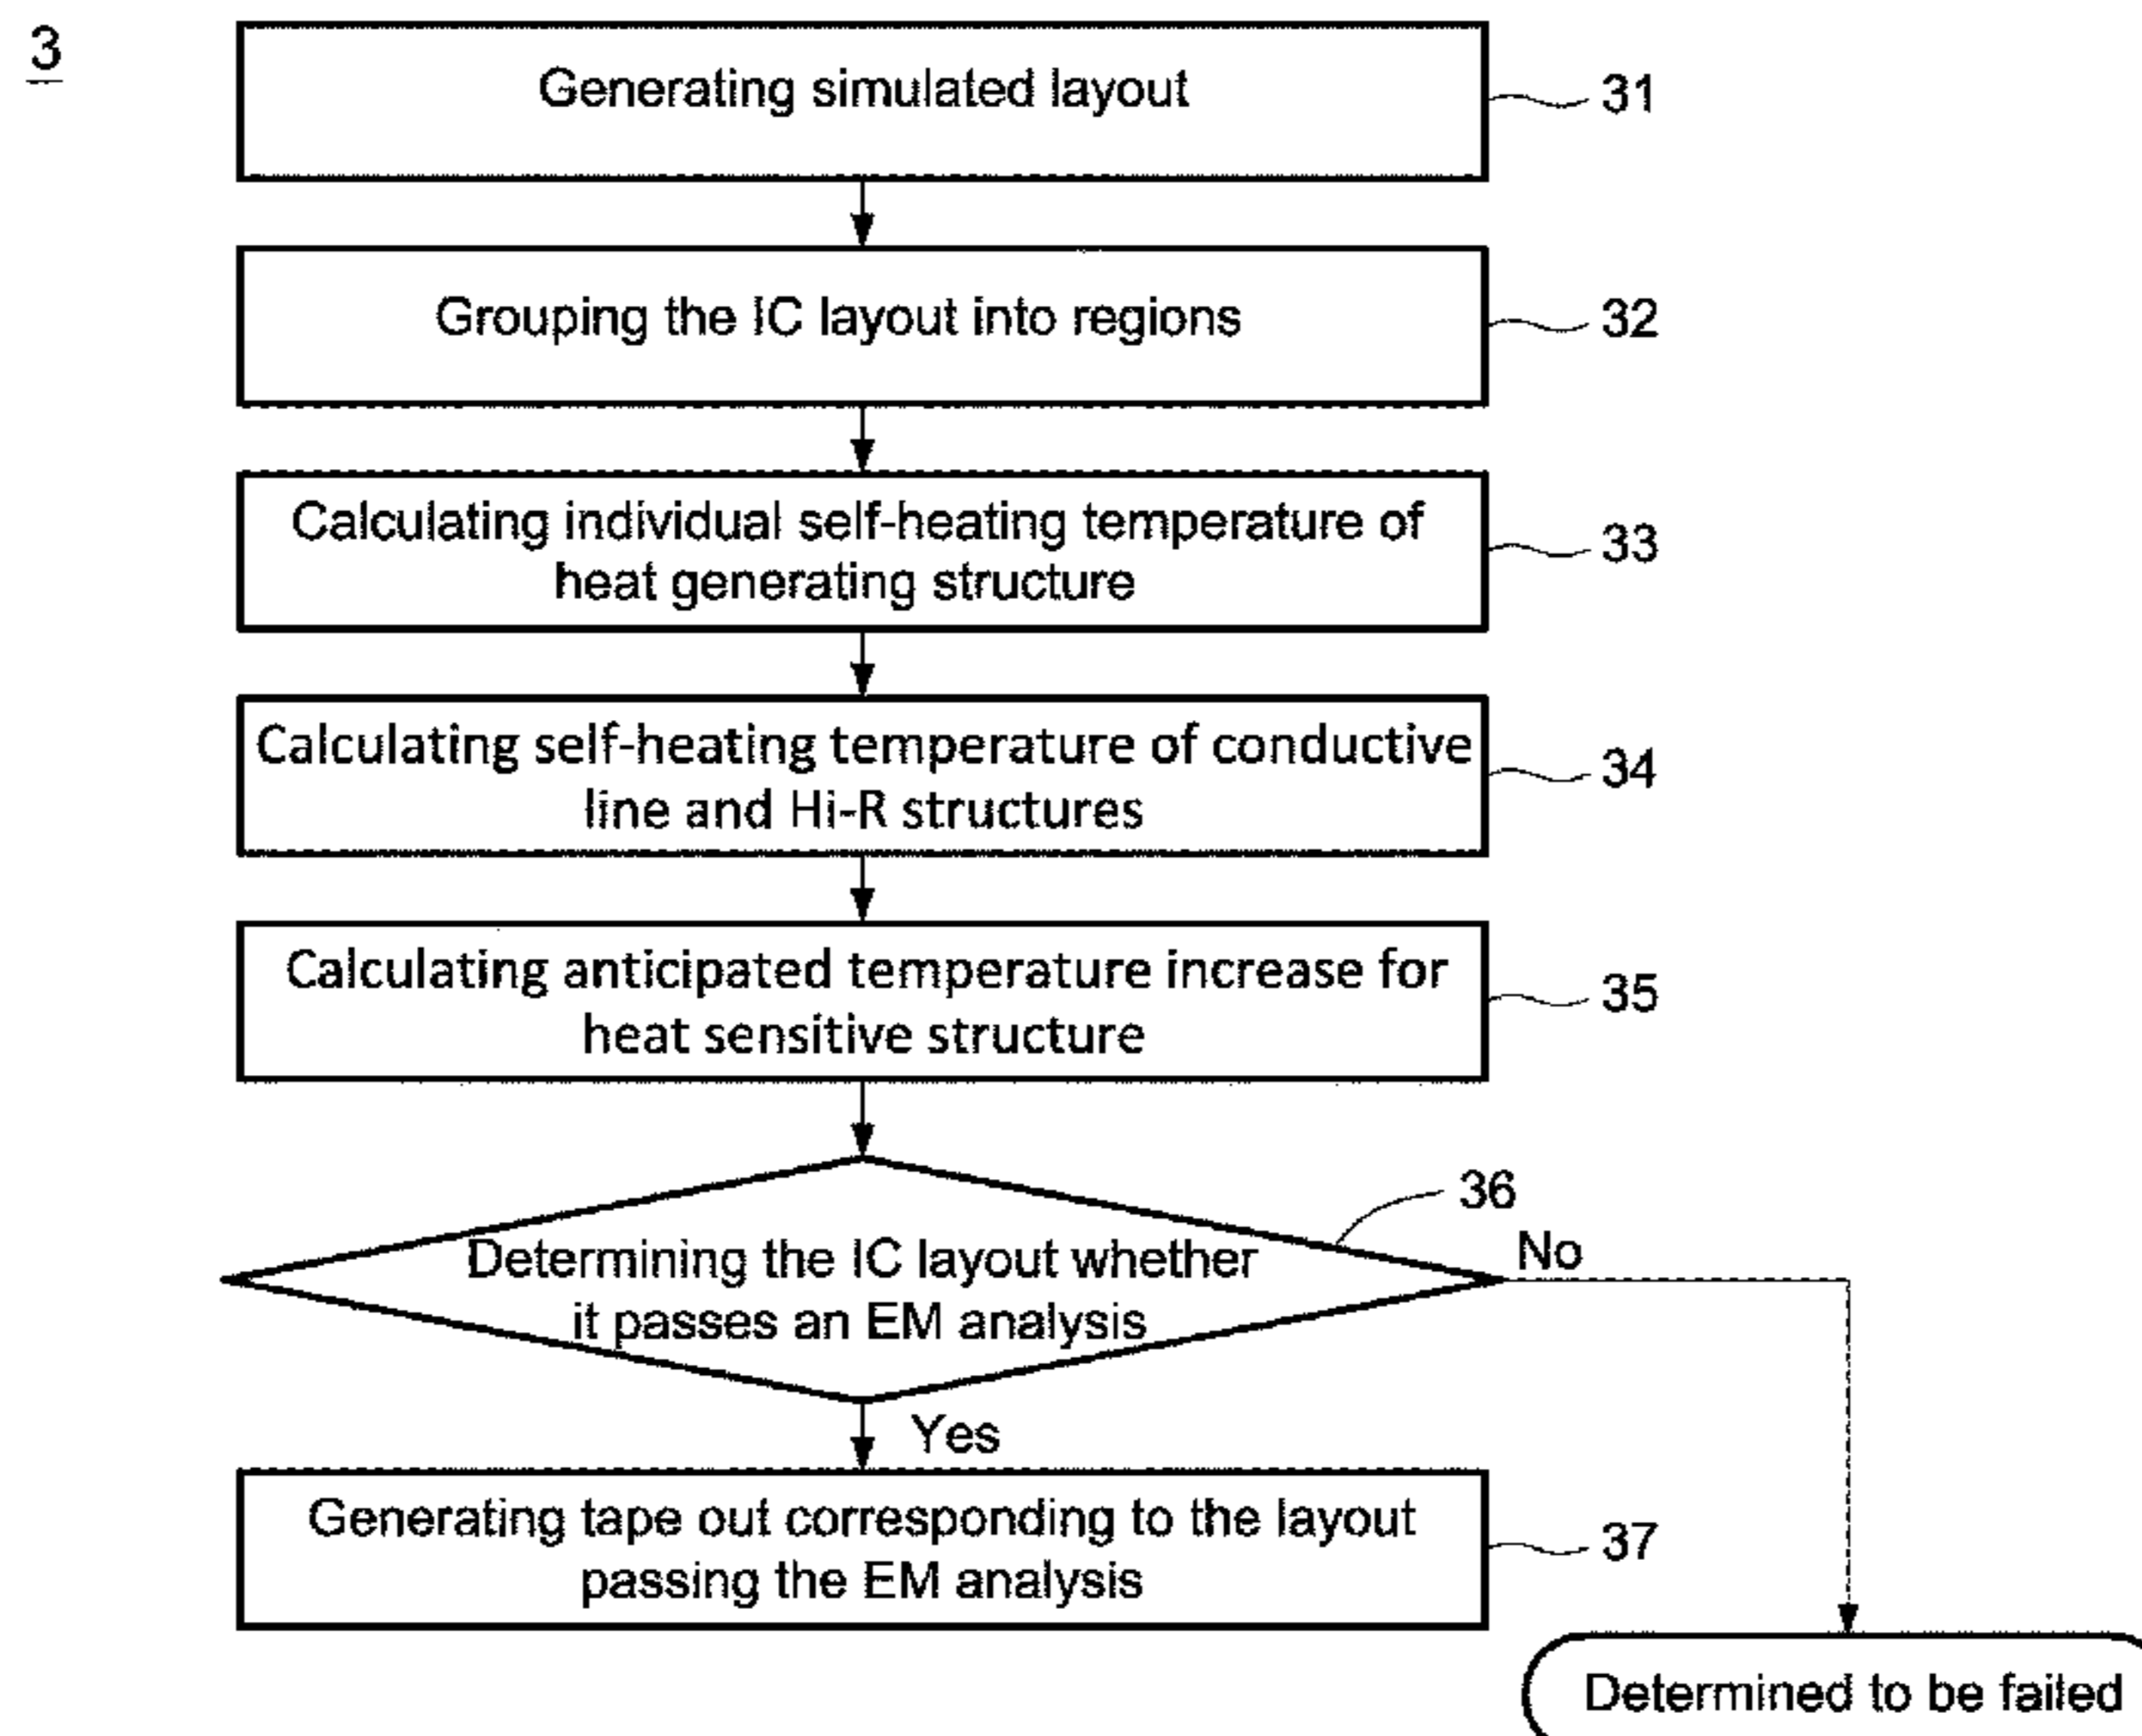 3
Generating simulated layout
31
Grouping the IC layout into regions
32
Calculating individual self-heating temperature of
heat generating structure
33
Calculating self-heating temperature of conductive
line and Hi-R structures
34
Calculating anticipated temperature increase for
heat sensitive structure
35
36
Determining the IC layout whether
it passes an EM analysis
No
Yes
Generating tape out corresponding to the layout
passing the EM analysis
37
Determined to be failed